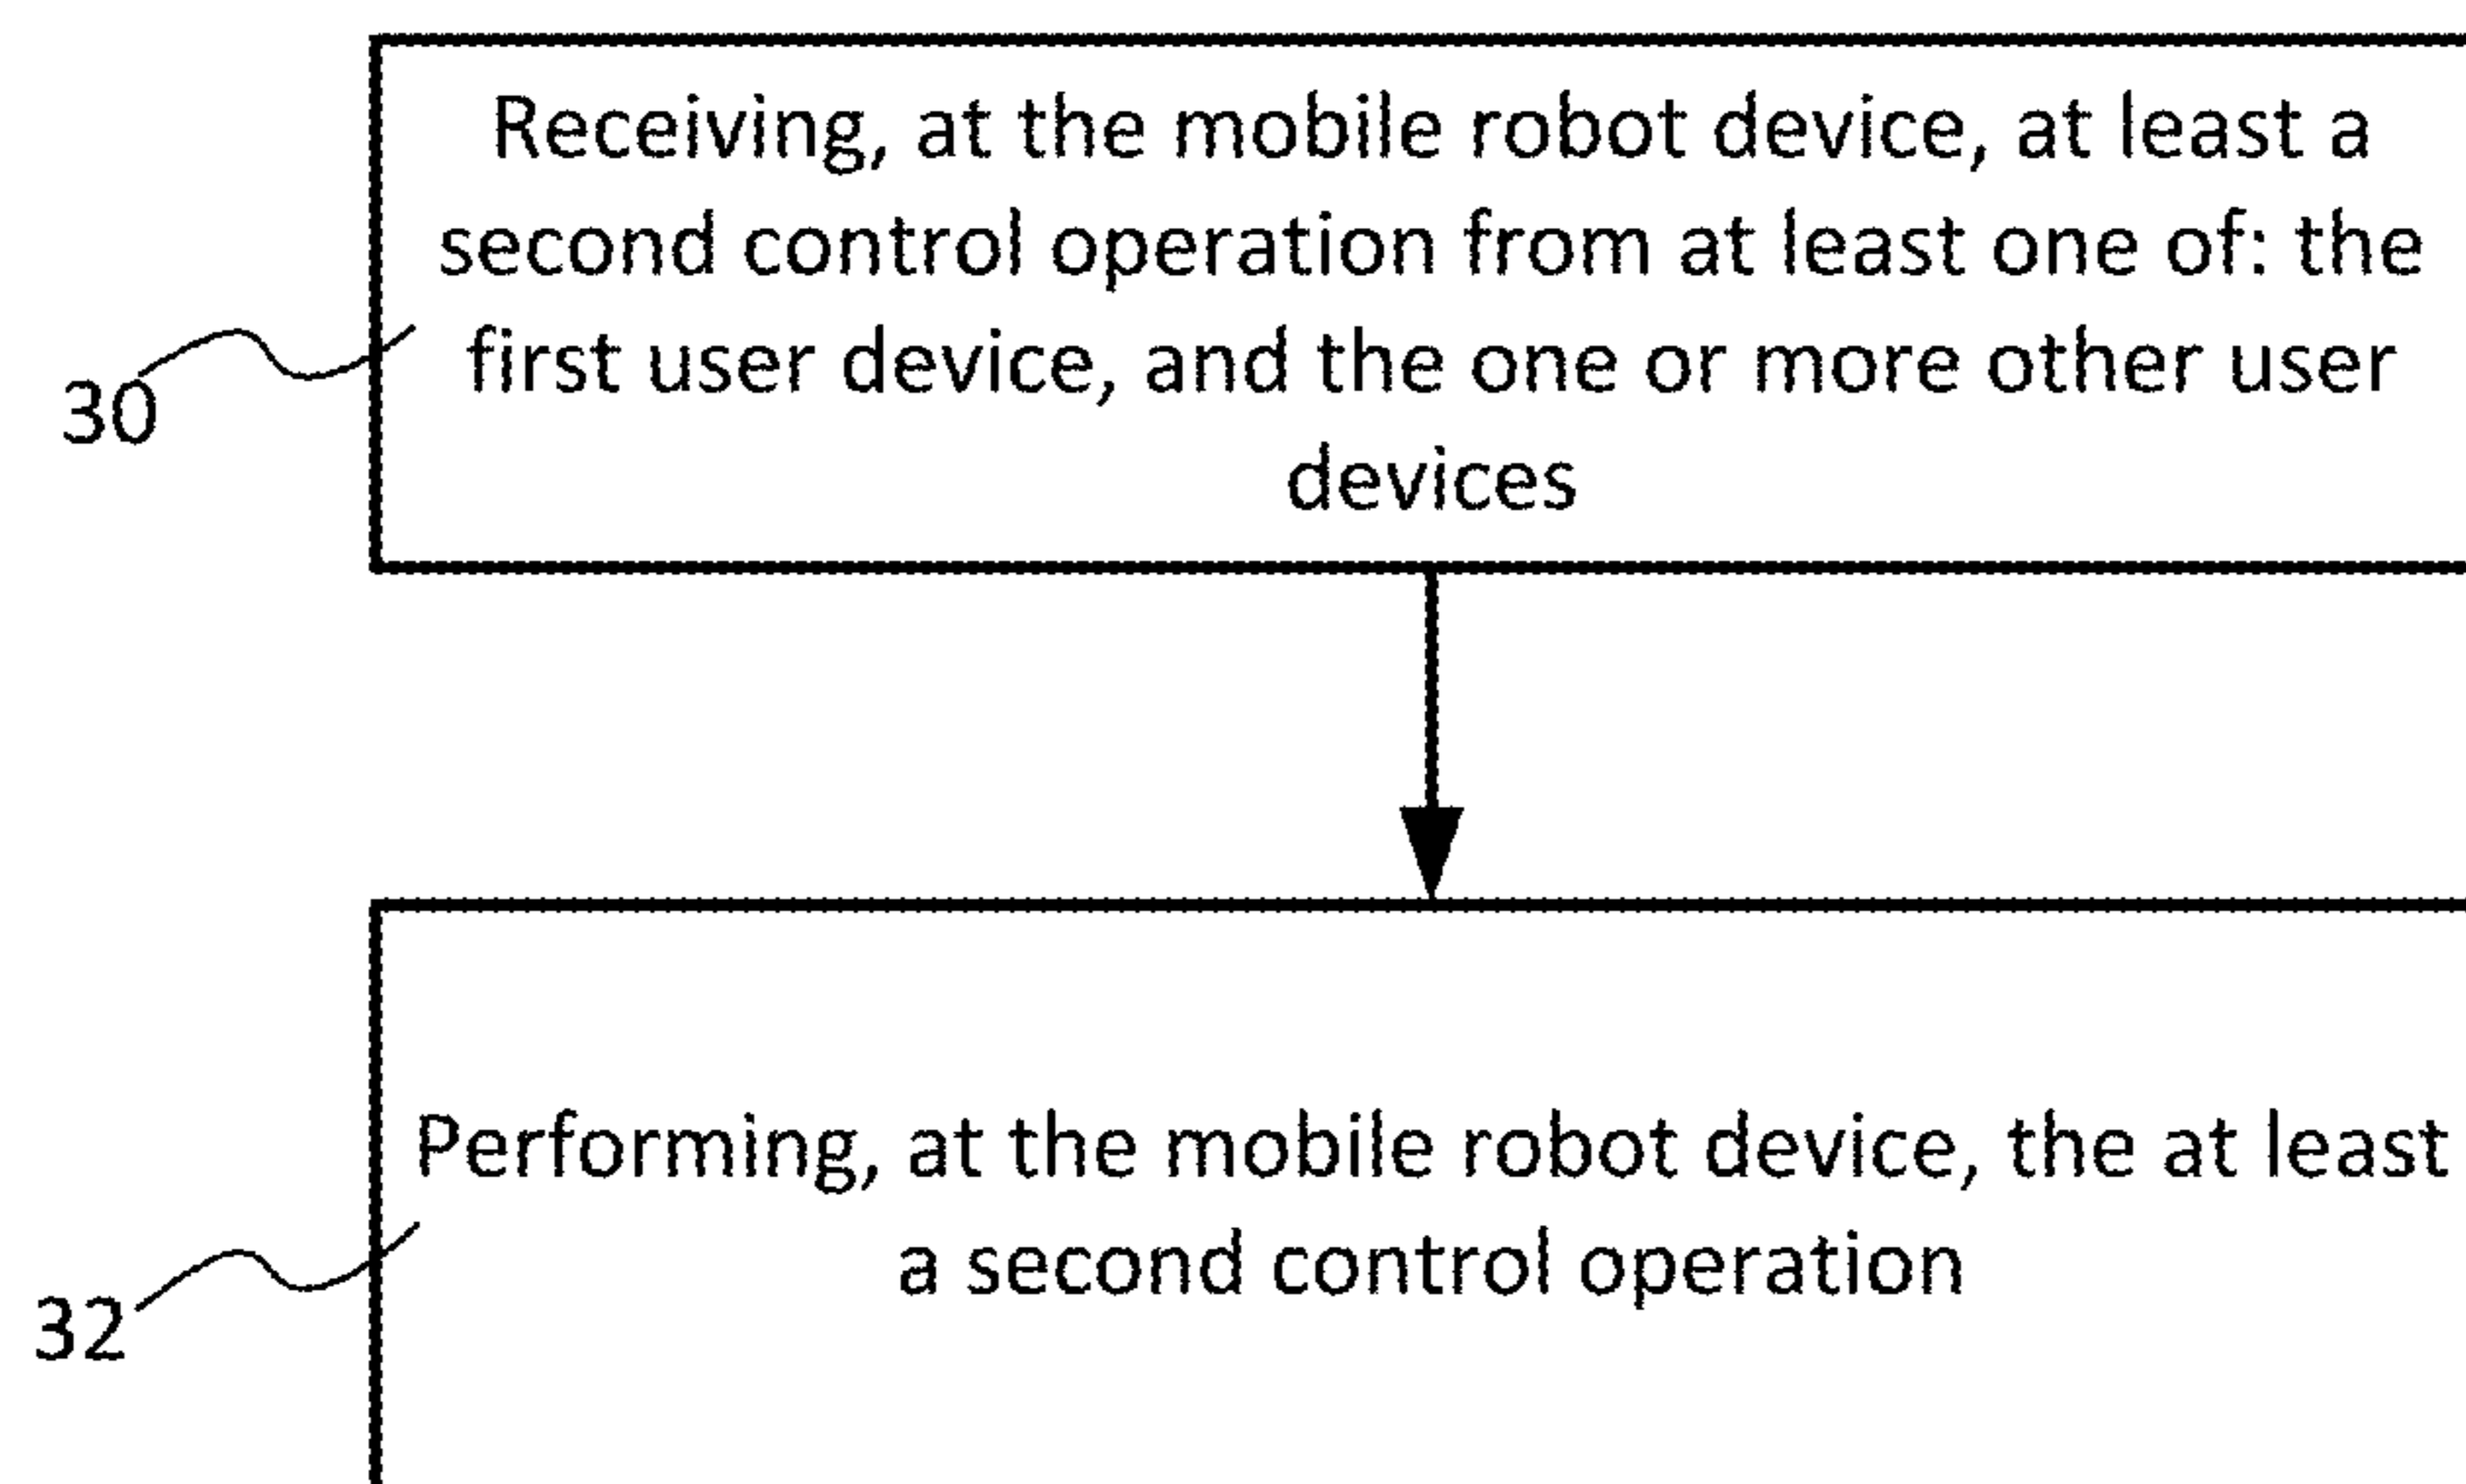 Receiving, at the mobile robot device, at least a
second control operation from at least one of: the
first user device, and the one or more other user
devices
30
Performing, at the mobile robot device, the at least
a second control operation
32